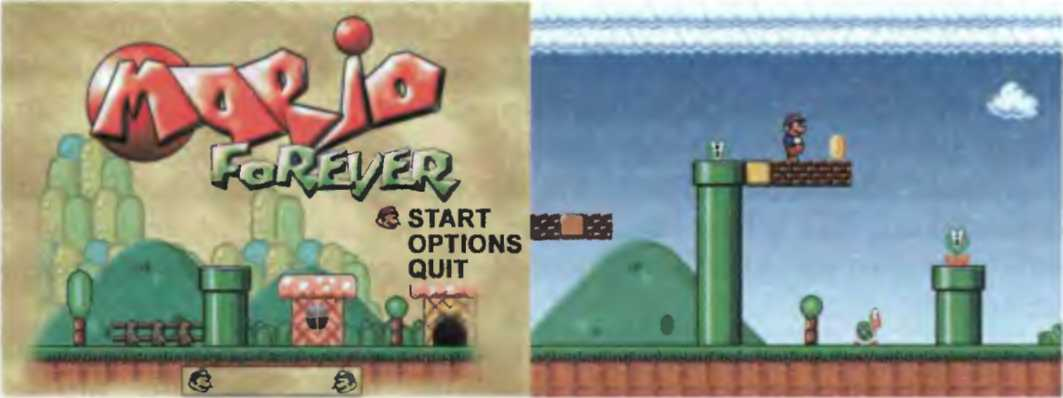 MaRio
FoREVER
START
OPTIONS
QUIT